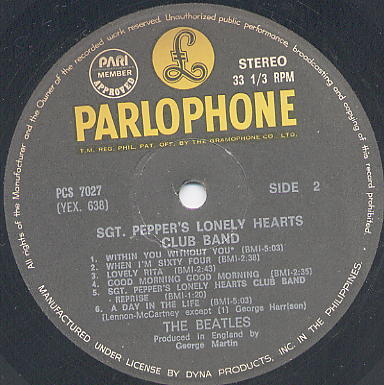 All rights of the Manufacturer and the Owner of the recorded work reserved. Unauthorized public performance, broadcasting and copying of this record prohibited.
PARI
MEMBER
APPROVED
£
STEREO
33 1/3 RPM
PARLOPHONE
T.M. REG. PHIL. PAT. OFF. BY THE GRAMOPHONE CO., LTD.
PCS 7027
(YEX. 638)
SIDE 2
SGT. PEPPER'S LONELY HEARTS
CLUB BAND
1. WITHIN YOU WITHOUT YOU* (BMI-5:03)
2. WHEN I'M SIXTY FOUR (BMI-2:38)
3. LOVELY RITA (BMI-2:43)
4. GOOD MORNING GOOD MORNING (BMI-2:35)
5. SGT. PEPPER'S LONELY HEARTS CLUB BAND
- REPRISE (BMI-1:20)
6. A DAY IN THE LIFE (BMI-5:03)
(Lennon-McCartney except (1) George Harrison)
THE BEATLES
Produced in England by
George Martin
MANUFACTURED UNDER LICENSE BY DYNA PRODUCTS, INC. IN THE PHILIPPINES.